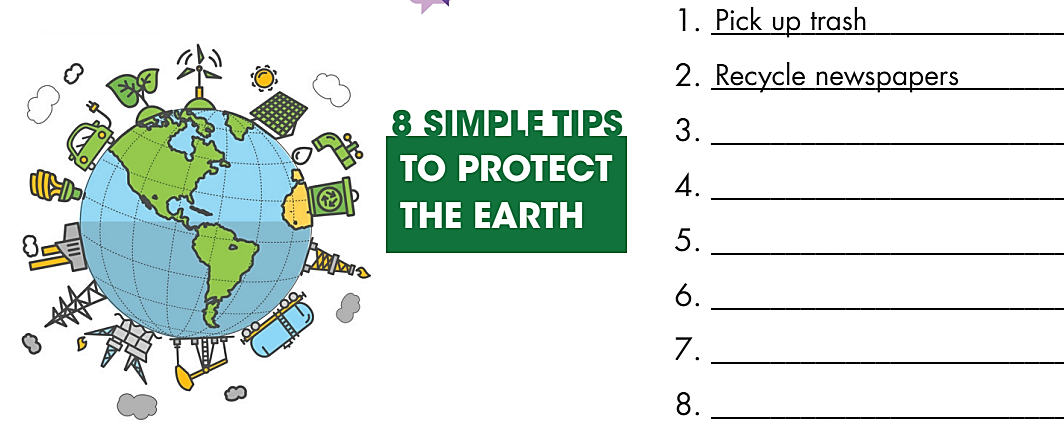 8 SIMPLE TIPS
TO PROTECT
THE EARTH
1. Pick up trash
2. Recycle newspapers
3.
4.
5.
6.
7.
8.